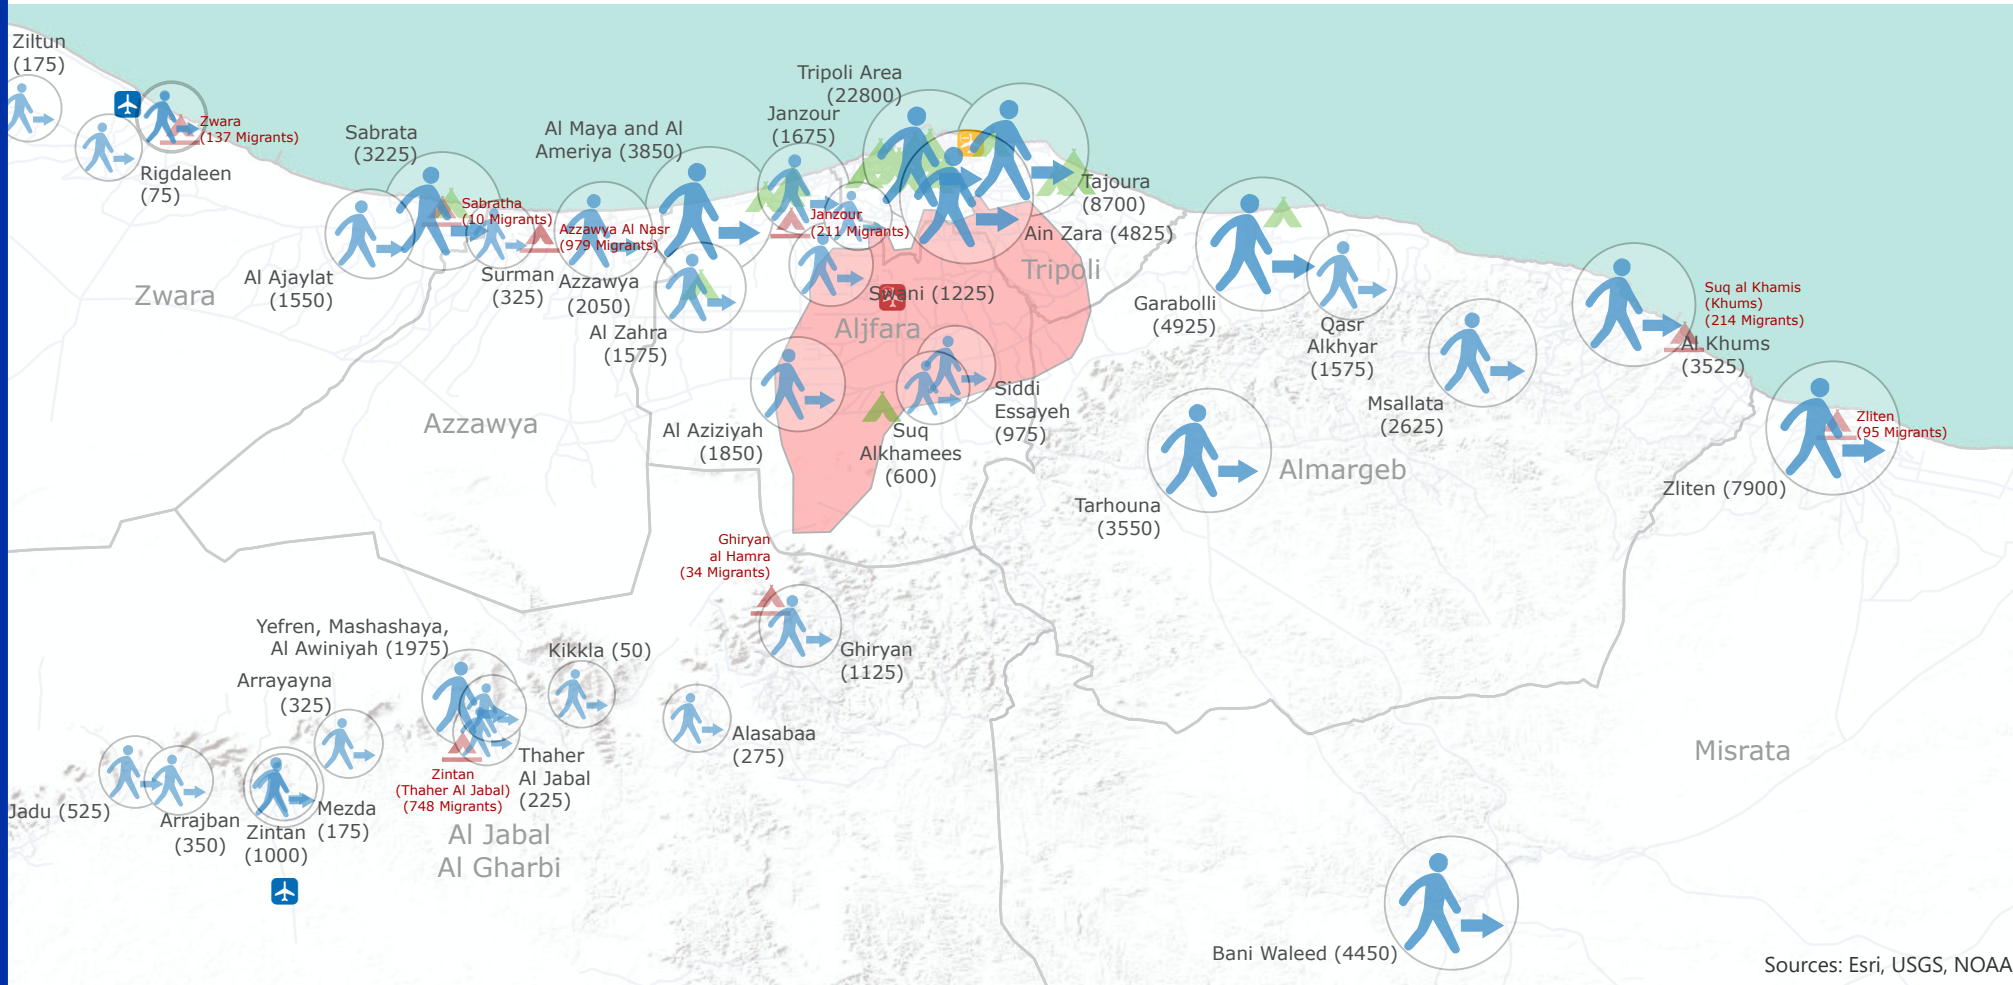 Ziltun
(175)
Zwara
(137 Migrants)
Rigdaleen
(75)
Sabrata
(3225)
Al Maya and Al
Ameriya (3850)
Tripoli Area
(22800)
Janzour
(1675)
Tajoura
(8700)
Ain Zara (4825)
Sabratha
(10 Migrants)
Azzawya Al Nasr
(979 Migrants)
Janzour
(211 Migrants)
Zwara
Al Ajaylat
(1550)
Surman
(325)
Azzawya
(2050)
Al Zahra
(1575)
Swani (1225)
Aljfara
Tripoli
Garabolli
(4925)
Qasr
Alkhyar
(1575)
Suq al Khamis
(Khums)
(214 Migrants)
Al Khums
(3525)
Msallata
(2625)
Azzawya
Al Aziziyah
(1850)
Suq
Alkhamees
(600)
Siddi
Essayeh
(975)
Tarhouna
(3550)
Almargeb
Zliten
(95 Migrants)
Zliten (7900)
Ghiryan
al Hamra
(34 Migrants)
Ghiryan
(1125)
Yefren, Mashashaya,
Al Awiniyah (1975)
Kikkla (50)
Arrayayna
(325)
Alasabaa
(275)
Thaher
Al Jabal
(225)
Zintan
(Thaher Al Jabal)
(748 Migrants)
Jadu (525)
Arrajban
(350)
Zintan
(1000)
Mezda
(175)
Al Jabal
Al Gharbi
Misrata
Bani Waleed (4450)
Sources: Esri, USGS, NOAA